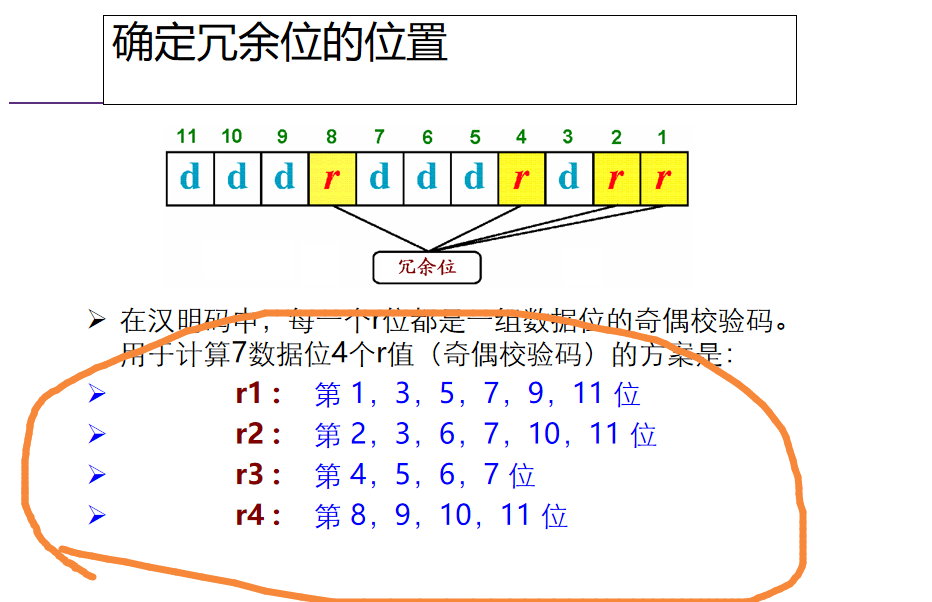 确定冗余位的位置
11 10 9 8 7 6 5 4 3 2 1
d d d r d d d r d r r
冗余位
➢ 在汉明码中，每一个r位都是一组数据位的奇偶校验码。
用于计算7数据位4个r值（奇偶校验码）的方案是：
➢ r1： 第 1，3，5，7，9，11 位
➢ r2： 第 2，3，6，7，10，11 位
➢ r3： 第 4，5，6，7 位
➢ r4： 第 8，9，10，11 位